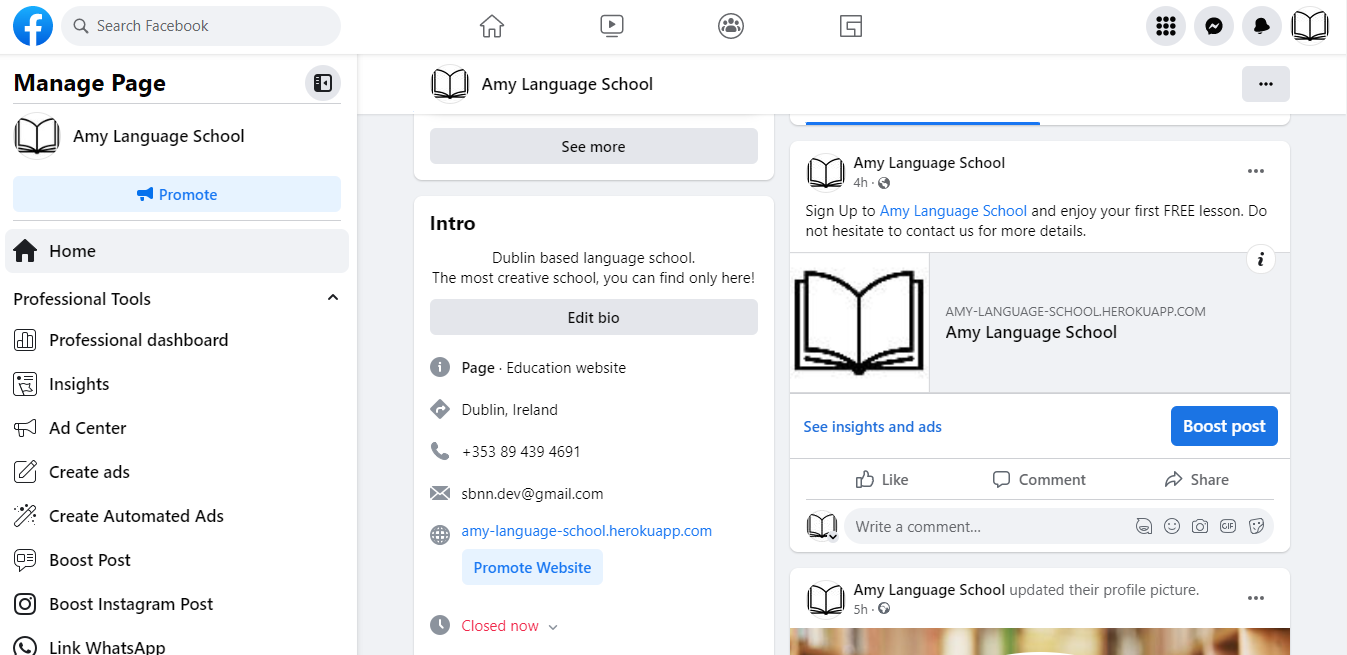 Search Facebook
Manage Page
Amy Language School
Promote
Home
Professional Tools
Professional dashboard
Insights
Ad Center
Create ads
Create Automated Ads
Boost Post
Boost Instagram Post
Link WhatsApp
Amy Language School
...
See more
Intro
Dublin based language school.
The most creative school, you can find only here!
Edit bio
Page · Education website
Dublin, Ireland
+353 89 439 4691
sbnn.dev@gmail.com
amy-language-school.herokuapp.com
Promote Website
Closed now
Amy Language School
4h ·
Sign Up to Amy Language School and enjoy your first FREE lesson. Do
not hesitate to contact us for more details.
AMY-LANGUAGE-SCHOOL.HEROKUAPP.COM
Amy Language School
See insights and ads
Boost post
Like Comment Share
Write a comment...
GIF
Amy Language School updated their profile picture.
5h ·